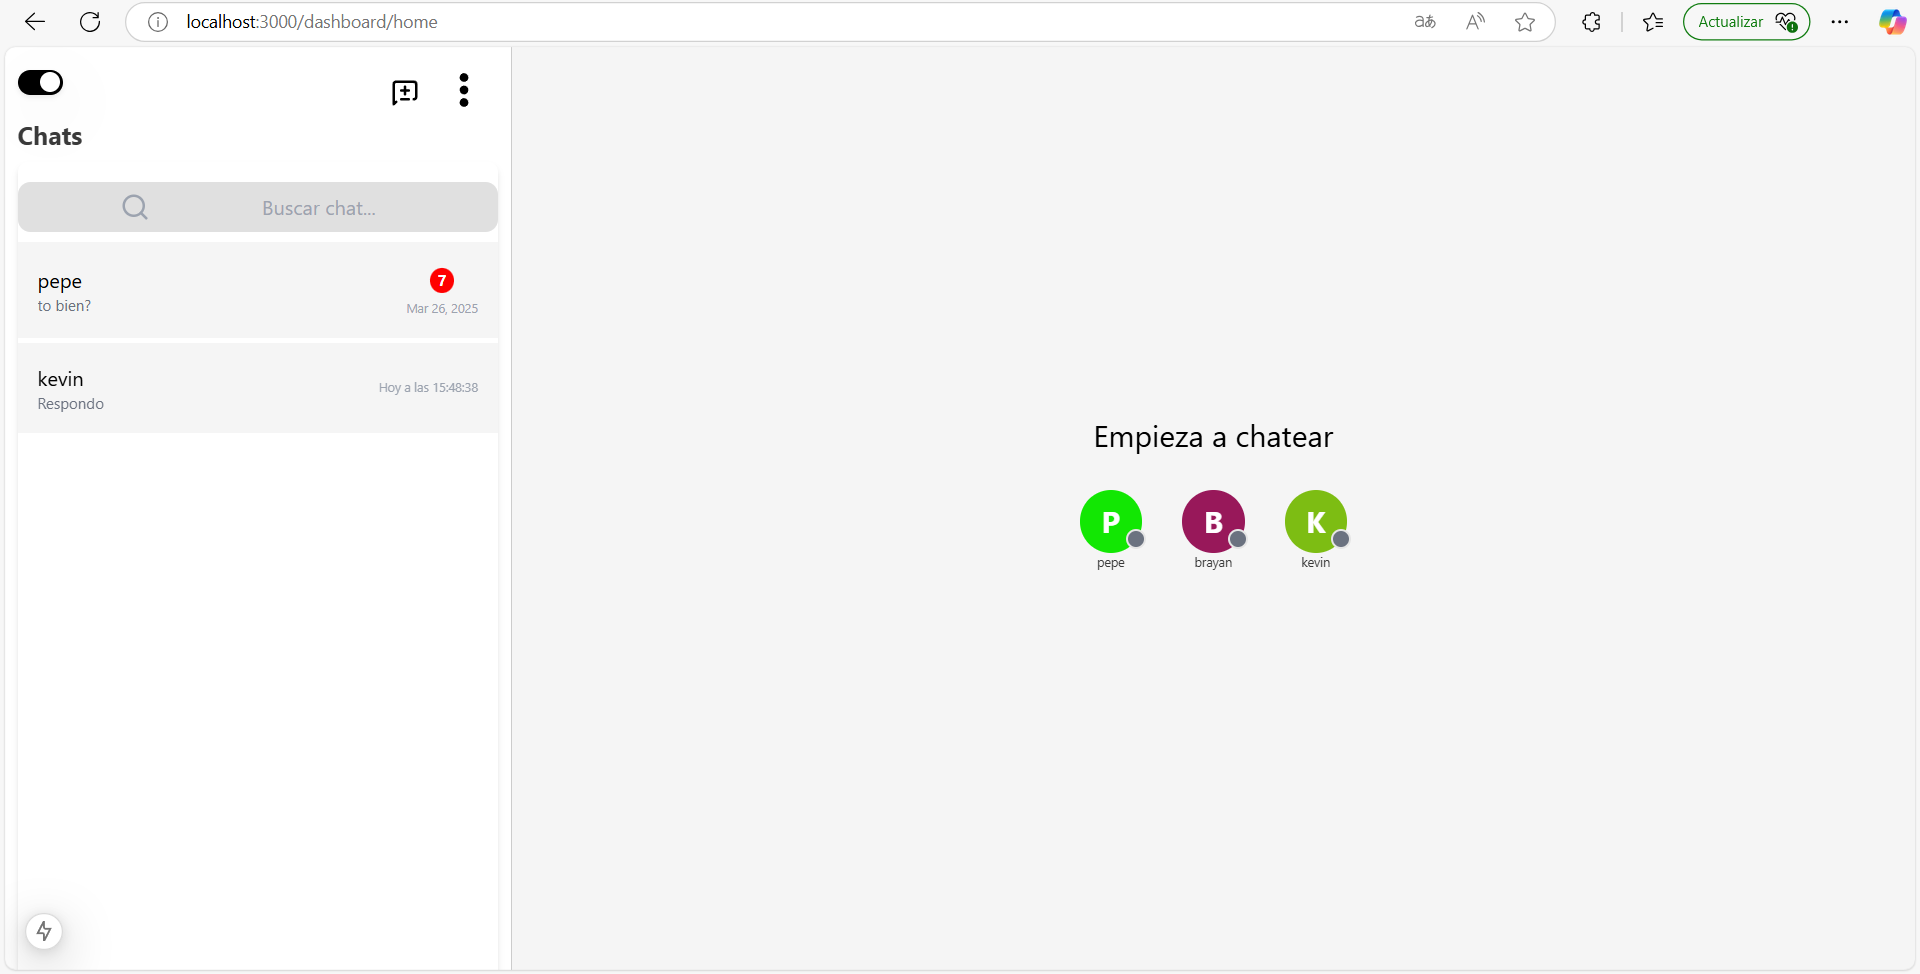 localhost:3000/dashboard/home
Actualizar
Chats
Buscar chat...
pepe
7
to bien?
Mar 26, 2025
kevin
Hoy a las 15:48:38
Respondo
Empieza a chatear
P B K
pepe brayan kevin